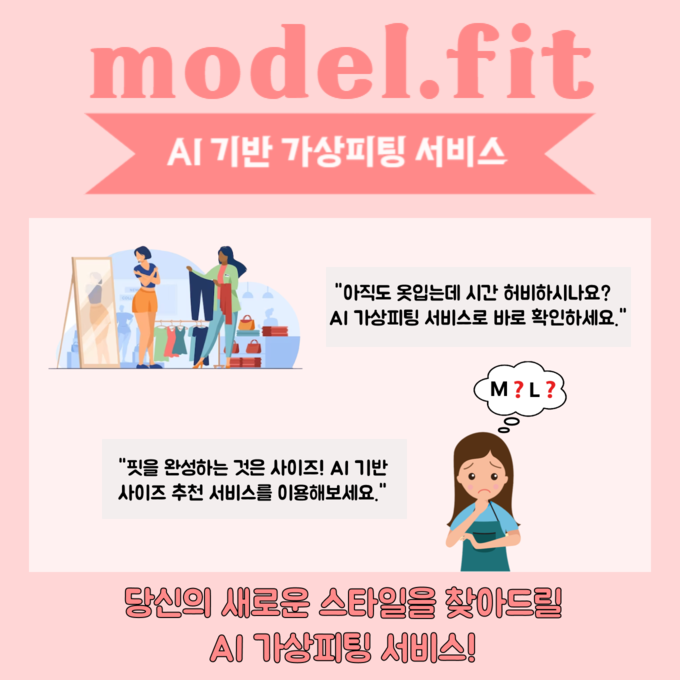 model.fit
AI 기반 가상피팅 서비스
"아직도 옷입는데 시간 허비하시나요?
AI 가상피팅 서비스로 바로 확인하세요."
M?L?
"핏을 완성하는 것은 사이즈! AI 기반
사이즈 추천 서비스를 이용해보세요."
당신의 새로운 스타일을 찾아드릴
AI 가상피팅 서비스!